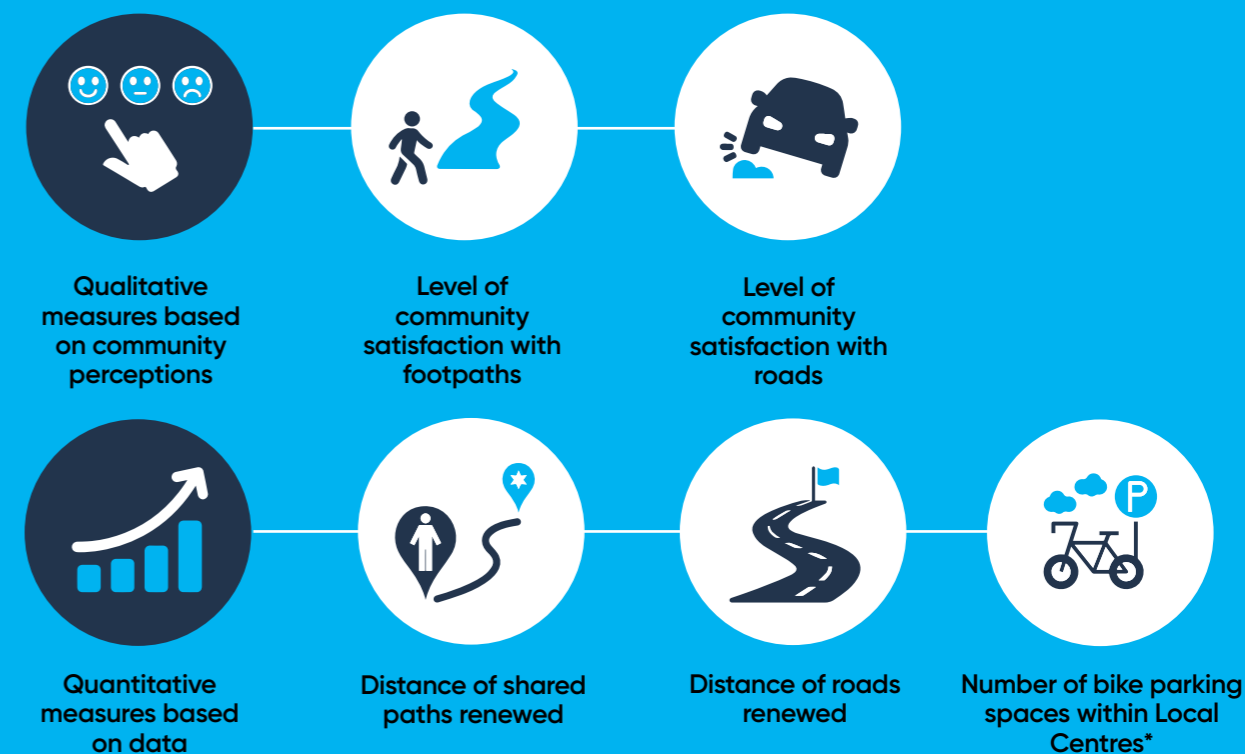 Qualitative
measures based
on community
perceptions
Level of
community
satisfaction with
footpaths
Level of
community
satisfaction with
roads
P
Quantitative
measures based
on data
Distance of shared
paths renewed
Distance of roads
renewed
Number of bike parking
spaces within Local
Centres*